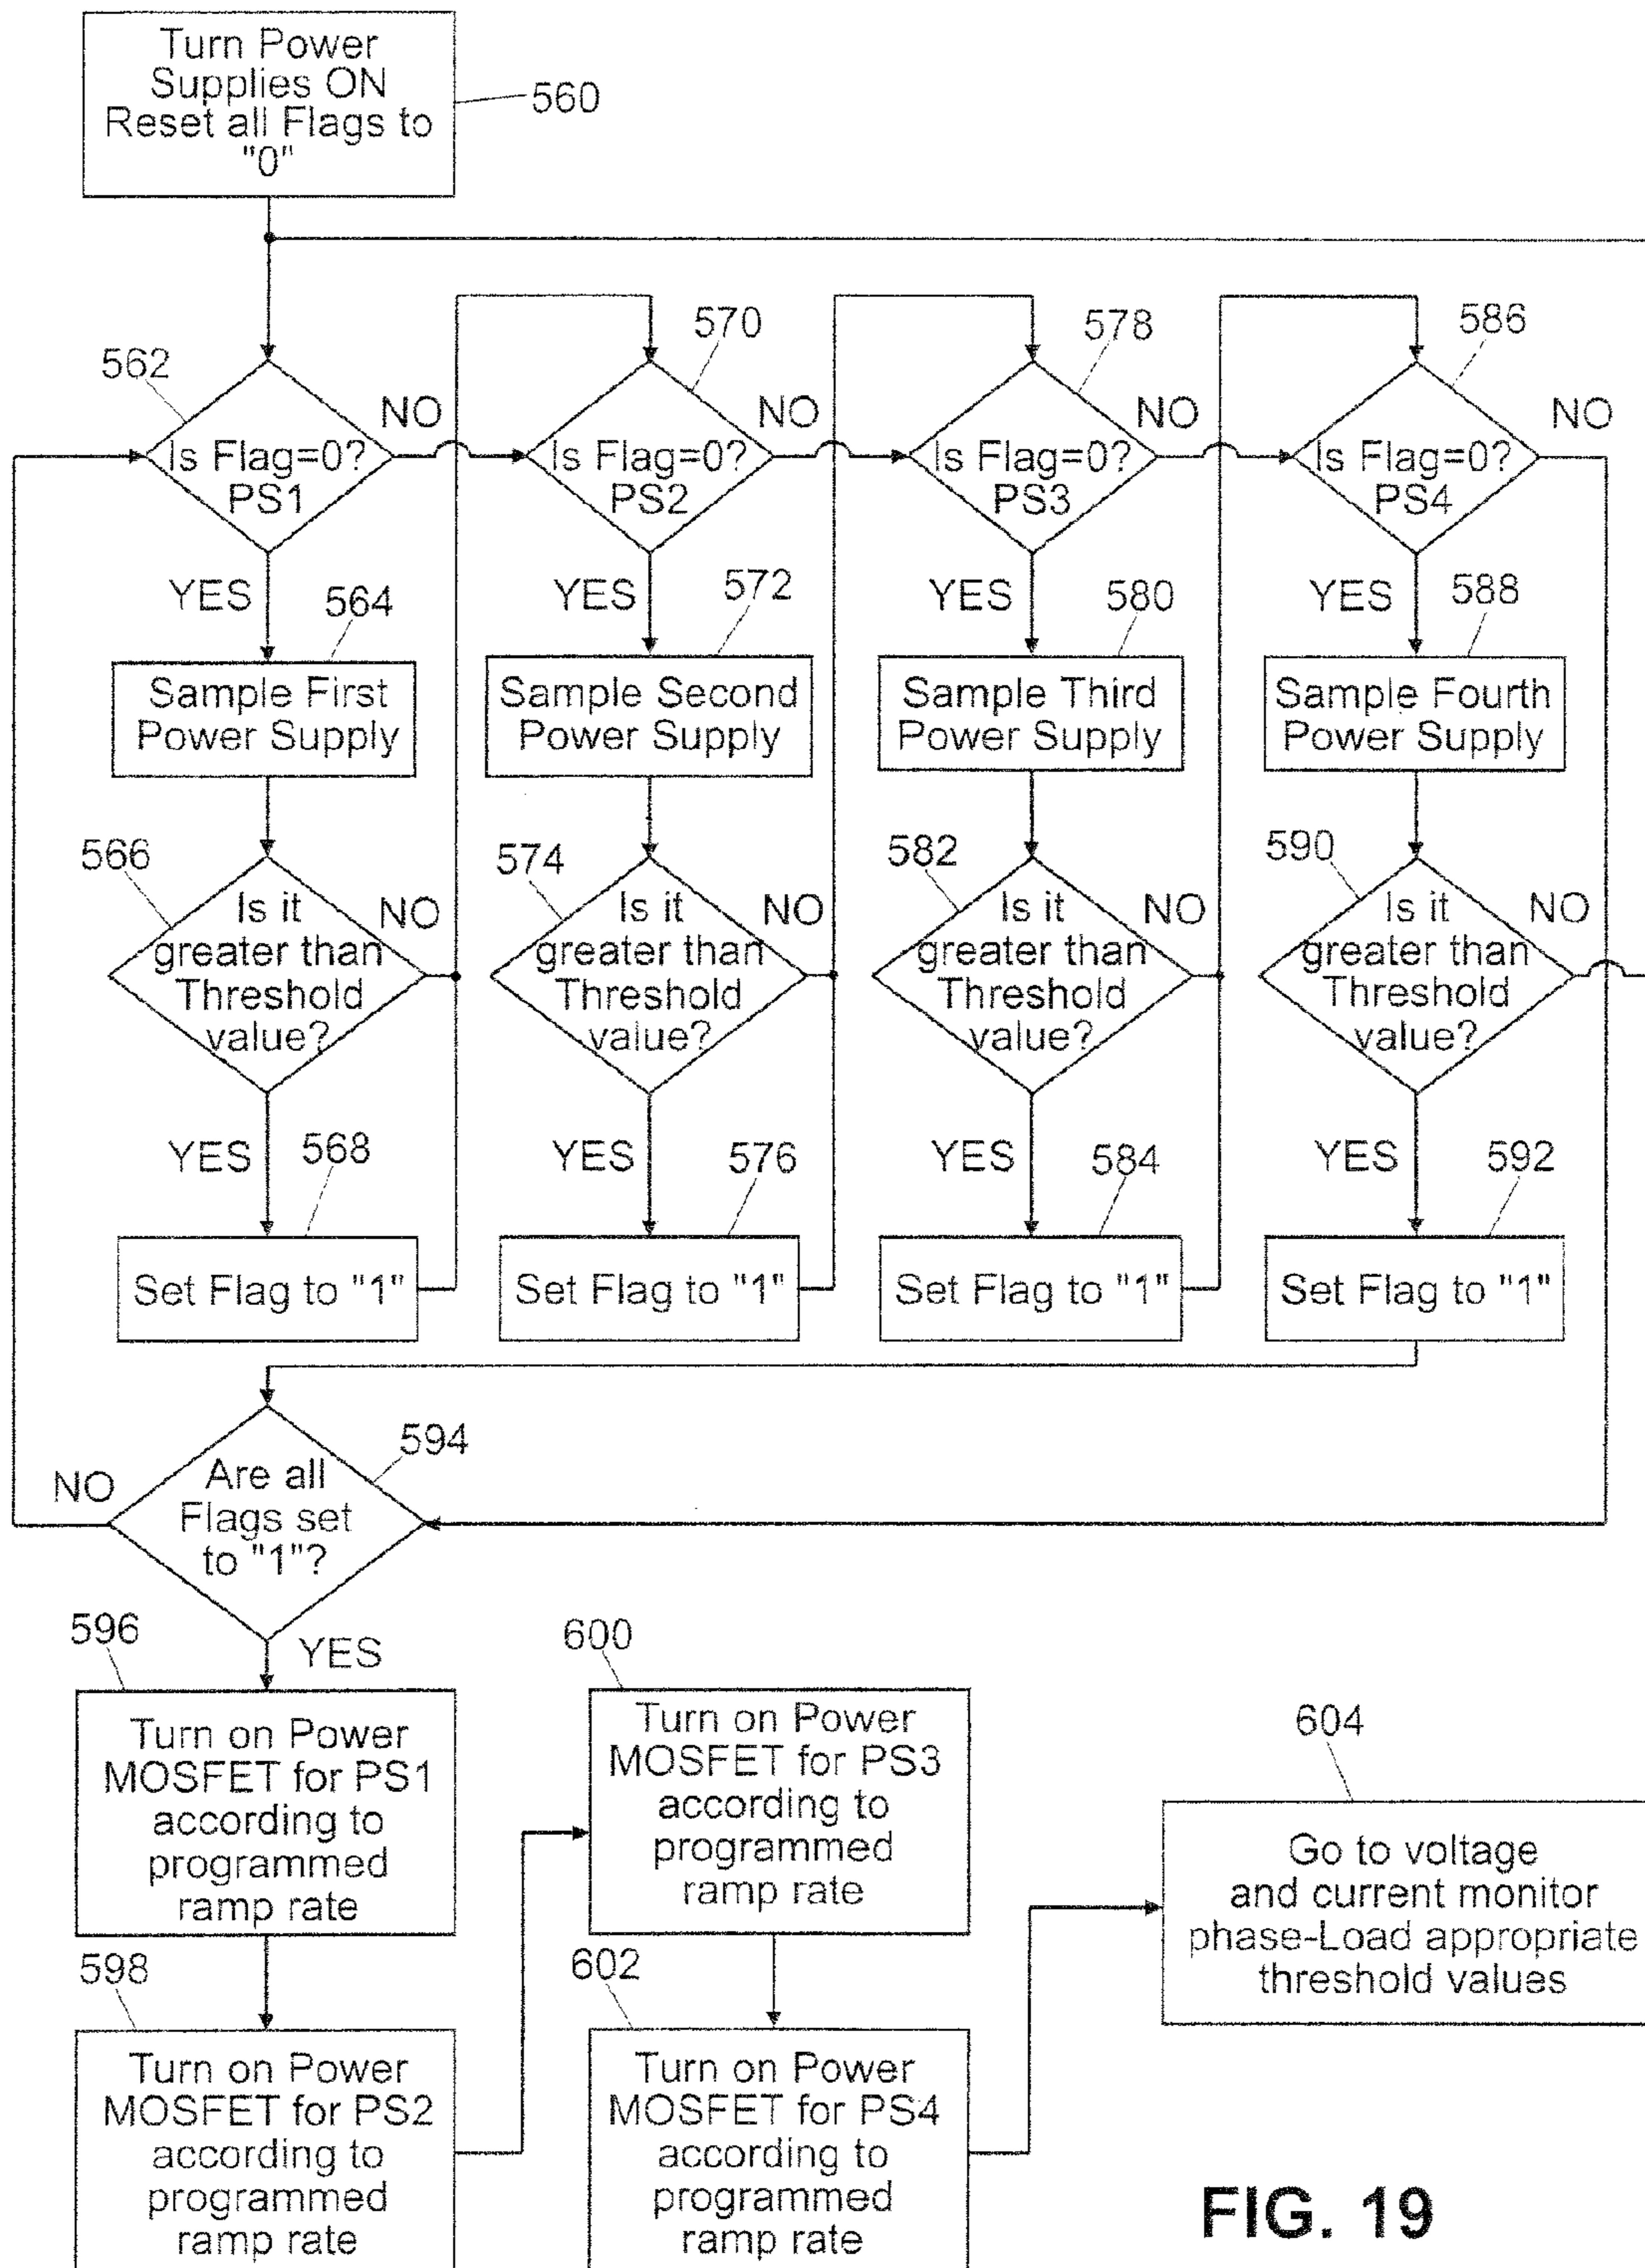 Turn Power
Supplies ON
Reset all Flags to
"0"
560
562
570
578
586
NO
NO
NO
NO
Is Flag=0?
PS1
Is Flag=0?
PS2
Is Flag=0?
PS3
Is Flag=0?
PS4
YES
564
YES
572
YES
580
YES
588
Sample First
Power Supply
Sample Second
Power Supply
Sample Third
Power Supply
Sample Fourth
Power Supply
566
574
582
590
Is it
greater than
Threshold
value?
NO
Is it
greater than
Threshold
value?
NO
Is it
greater than
Threshold
value?
NO
Is it
greater than
Threshold
value?
NO
YES
568
YES
576
YES
584
YES
592
Set Flag to "1"
Set Flag to "1"
Set Flag to "1"
Set Flag to "1"
594
NO
Are all
Flags set
to "1"?
YES
596
Turn on Power
MOSFET for PS1
according to
programmed
ramp rate
598
Turn on Power
MOSFET for PS2
according to
programmed
ramp rate
600
Turn on Power
MOSFET for PS3
according to
programmed
ramp rate
602
Turn on Power
MOSFET for PS4
according to
programmed
ramp rate
604
Go to voltage
and current monitor
phase-Load appropriate
threshold values
FIG. 19